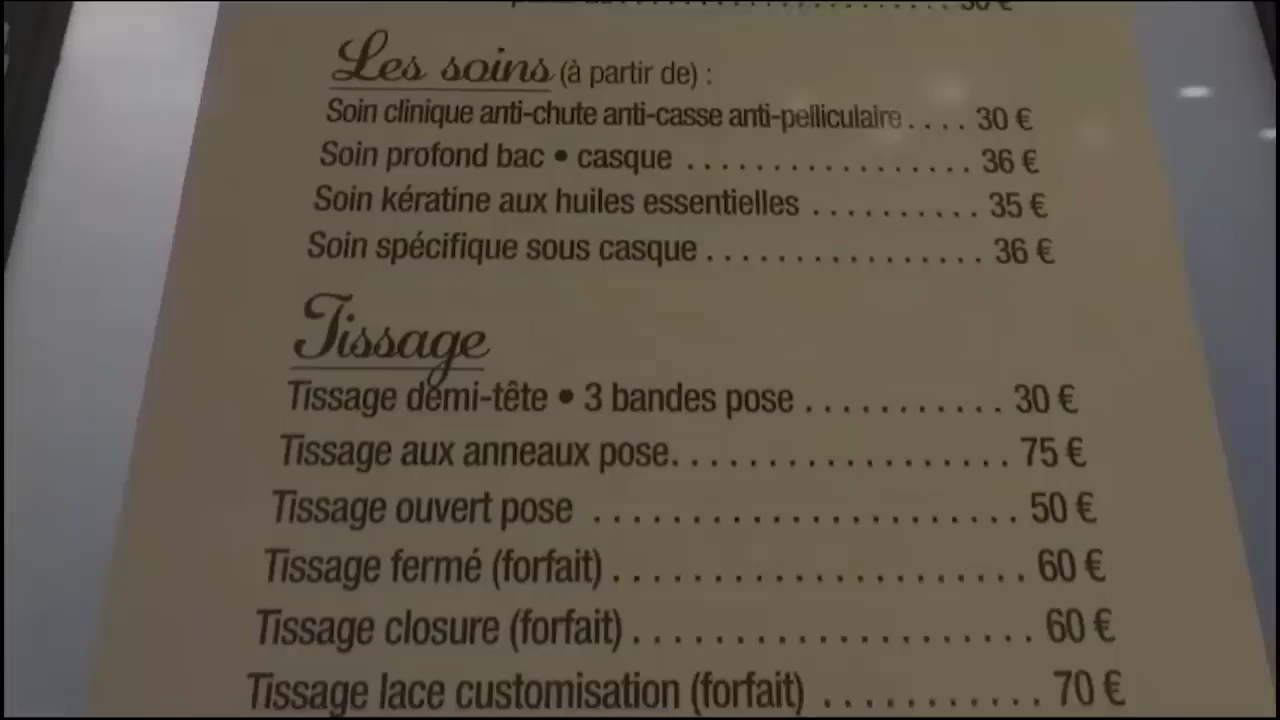 Les soins (à partir de) :
Soin clinique anti-chute anti-casse anti-pelliculaire.... 30 €
Soin profond bac • casque ................ 36 €
Soin kératine aux huiles essentielles .......... 35 €
Soin spécifique sous casque................ 36 €
Tissage
Tissage demi-tête • 3 bandes pose ........... 30 €
Tissage aux anneaux pose.................. 75 €
Tissage ouvert pose ...................... 50 €
Tissage fermé (forfait)..................... 60 €
Tissage closure (forfait).................... 60 €
Tissage lace customisation (forfait) ........... 70 €